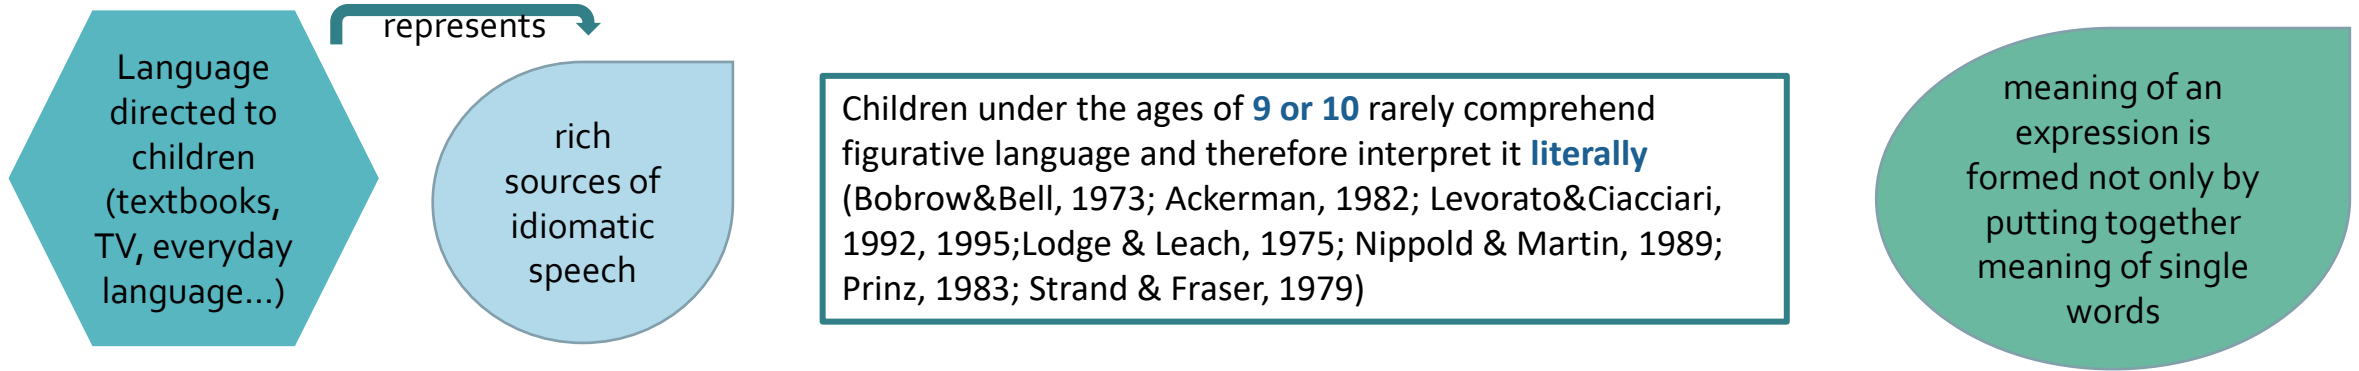 Language
directed to
children
(textbooks,
TV, everyday
language…)
represents
rich
sources of
idiomatic
speech
Children under the ages of 9 or 10 rarely comprehend
figurative language and therefore interpret it literally
(Bobrow&Bell, 1973; Ackerman, 1982; Levorato&Ciacciari,
1992, 1995;Lodge & Leach, 1975; Nippold & Martin, 1989;
Prinz, 1983; Strand & Fraser, 1979)
meaning of an
expression is
formed not only by
putting together
meaning of single
words